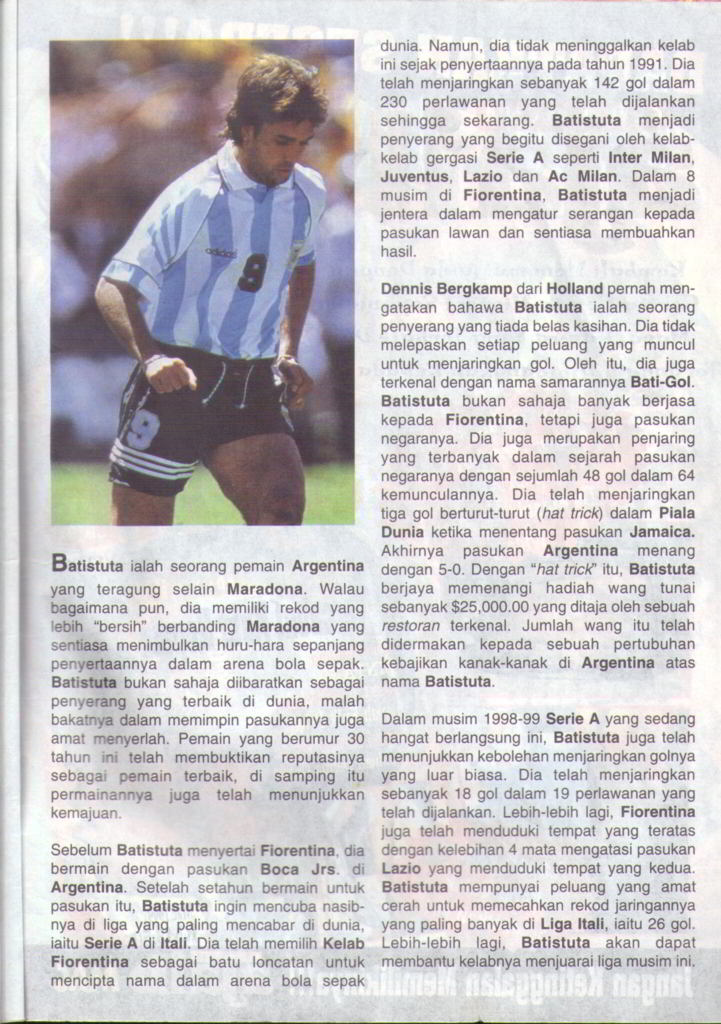 adidas
9
9
Batistuta ialah seorang pemain Argentina
yang teragung selain Maradona. Walau
bagaimana pun, dia memiliki rekod yang
lebih "bersih" berbanding Maradona yang
sentiasa menimbulkan huru-hara sepanjang
penyertaannya dalam arena bola sepak.
Batistuta bukan sahaja diibaratkan sebagai
penyerang yang terbaik di dunia, malah
bakatnya dalam memimpin pasukannya juga
amat menyerlah. Pemain yang berumur 30
tahun ini telah membuktikan reputasinya
sebagai pemain terbaik, di samping itu
permainannya juga telah menunjukkan
kemajuan.
Sebelum Batistuta menyertai Fiorentina, dia
bermain dengan pasukan Boca Jrs. di
Argentina. Setelah setahun bermain untuk
pasukan itu, Batistuta ingin mencuba nasib-
nya di liga yang paling mencabar di dunia,
iaitu Serie A di Itali. Dia telah memilih Kelab
Fiorentina sebagai batu loncatan untuk
mencipta nama dalam arena bola sepak
dunia. Namun, dia tidak meninggalkan kelab
ini sejak penyertaannya pada tahun 1991. Dia
telah menjaringkan sebanyak 142 gol dalam
230 perlawanan yang telah dijalankan
sehingga sekarang. Batistuta menjadi
penyerang yang begitu disegani oleh kelab-
kelab gergasi Serie A seperti Inter Milan,
Juventus, Lazio dan Ac Milan. Dalam 8
musim di Fiorentina, Batistuta menjadi
jentera dalam mengatur serangan kepada
pasukan lawan dan sentiasa membuahkan
hasil.
Dennis Bergkamp dari Holland pernah men-
gatakan bahawa Batistuta ialah seorang
penyerang yang tiada belas kasihan. Dia tidak
melepaskan setiap peluang yang muncul
untuk menjaringkan gol. Oleh itu, dia juga
terkenal dengan nama samarannya Bati-Gol.
Batistuta bukan sahaja banyak berjasa
kepada Fiorentina, tetapi juga pasukan
negaranya. Dia juga merupakan penjaring
yang terbanyak dalam sejarah pasukan
negaranya dengan sejumlah 48 gol dalam 64
kemunculannya. Dia telah menjaringkan
tiga gol berturut-turut (hat trick) dalam Piala
Dunia ketika menentang pasukan Jamaica.
Akhirnya pasukan Argentina menang
dengan 5-0. Dengan "hat trick" itu, Batistuta
berjaya memenangi hadiah wang tunai
sebanyak $25,000.00 yang ditaja oleh sebuah
restoran terkenal. Jumlah wang itu telah
didermakan kepada sebuah pertubuhan
kebajikan kanak-kanak di Argentina atas
nama Batistuta.
Dalam musim 1998-99 Serie A yang sedang
hangat berlangsung ini, Batistuta juga telah
menunjukkan kebolehan menjaringkan golnya
yang luar biasa. Dia telah menjaringkan
sebanyak 18 gol dalam 19 perlawanan yang
telah dijalankan. Lebih-lebih lagi, Fiorentina
juga telah menduduki tempat yang teratas
dengan kelebihan 4 mata mengatasi pasukan
Lazio yang menduduki tempat yang kedua.
Batistuta mempunyai peluang yang amat
cerah untuk memecahkan rekod jaringannya
yang paling banyak di Liga Itali, iaitu 26 gol.
Lebih-lebih lagi, Batistuta akan dapat
membantu kelabnya menjuarai liga musim ini.